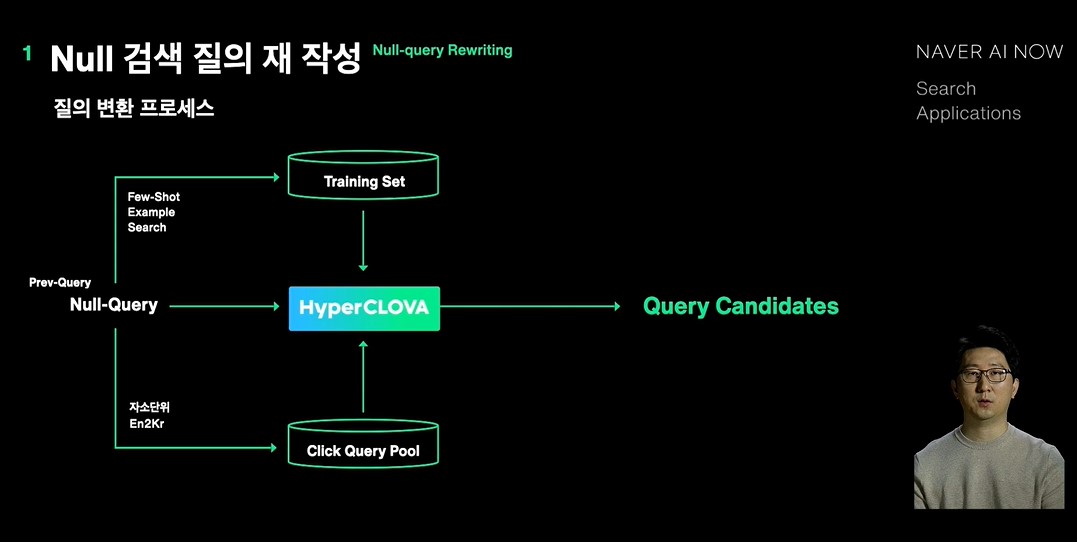 1 Null 검색 질의 재 작성 Null-query Rewriting
질의 변환 프로세스
NAVER AI NOW
Search
Applications
Training Set
Few-Shot
Example
Search
Prev-Query
Null-Query
HyperCLOVA
Query Candidates
자소단위
En2Kr
Click Query Pool